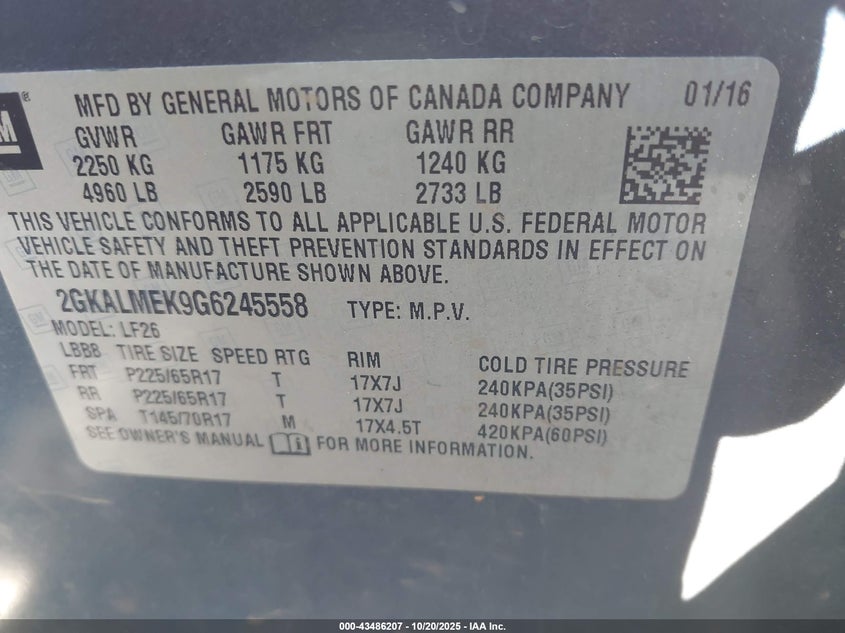 M ®
MFD BY GENERAL MOTORS OF CANADA COMPANY 01/16
GVWR GAWR FRT GAWR RR
2250 KG 1175 KG 1240 KG
4960 LB 2590 LB 2733 LB
THIS VEHICLE CONFORMS TO ALL APPLICABLE U.S. FEDERAL MOTOR
VEHICLE SAFETY AND THEFT PREVENTION STANDARDS IN EFFECT ON
THE DATE OF MANUFACTURE SHOWN ABOVE.
2GKALMEK9G6245558 TYPE: M.P.V.
MODEL: LF26
LBB8 TIRE SIZE SPEED RTG RIM COLD TIRE PRESSURE
FRT P225/65R17 T 17X7J 240KPA(35PSI)
RR P225/65R17 T 17X7J 240KPA(35PSI)
SPA T145/70R17 M 17X4.5T 420KPA(60PSI)
SEE OWNER'S MANUAL FOR MORE INFORMATION.
000-43486207 - 10/20/2025 - IAA Inc.